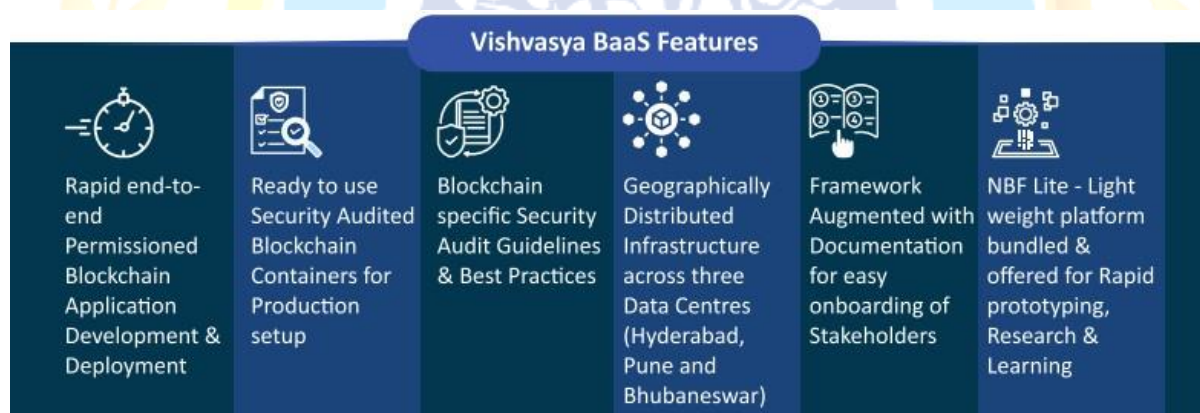 Vishvasya BaaS Features
Rapid end-to-
end
Permissioned
Blockchain
Application
Development &
Deployment
Ready to use
Security Audited
Blockchain
Containers for
Production
setup
Blockchain
specific Security
Audit Guidelines
& Best Practices
Geographically
Distributed
Infrastructure
across three
Data Centres
(Hyderabad,
Pune and
Bhubaneswar)
Framework
Augmented with
Documentation
for easy
onboarding of
Stakeholders
NBF Lite - Light
weight platform
bundled &
offered for Rapid
prototyping,
Research &
Learning